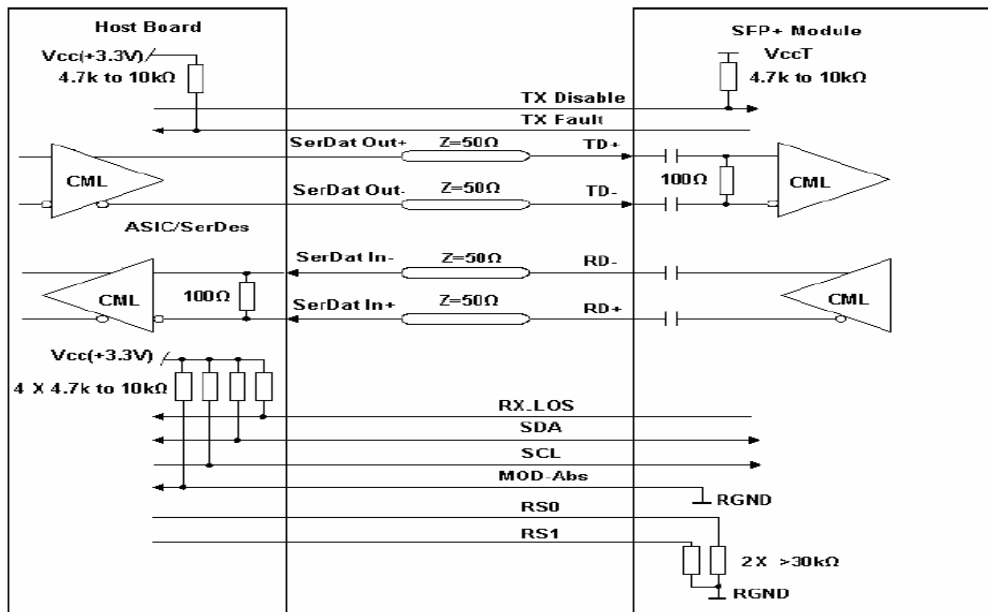 Host Board
SFP+ Module
Vcc(+3.3V)
4.7k to 10kΩ
VccT
4.7k to 10kΩ
TX Disable
TX Fault
SerDat Out+
Z=50Ω
TD+
CML
100Ω
CML
SerDat Out-
Z=50Ω
TD-
ASIC/SerDes
SerDat In-
Z=50Ω
RD-
CML
100Ω
CML
SerDat In+
Z=50Ω
RD+
Vcc(+3.3V)
4 X 4.7k to 10kΩ
RX-LOS
SDA
SCL
MOD-Abs
RGND
RS0
RS1
2 X >30kΩ
RGND